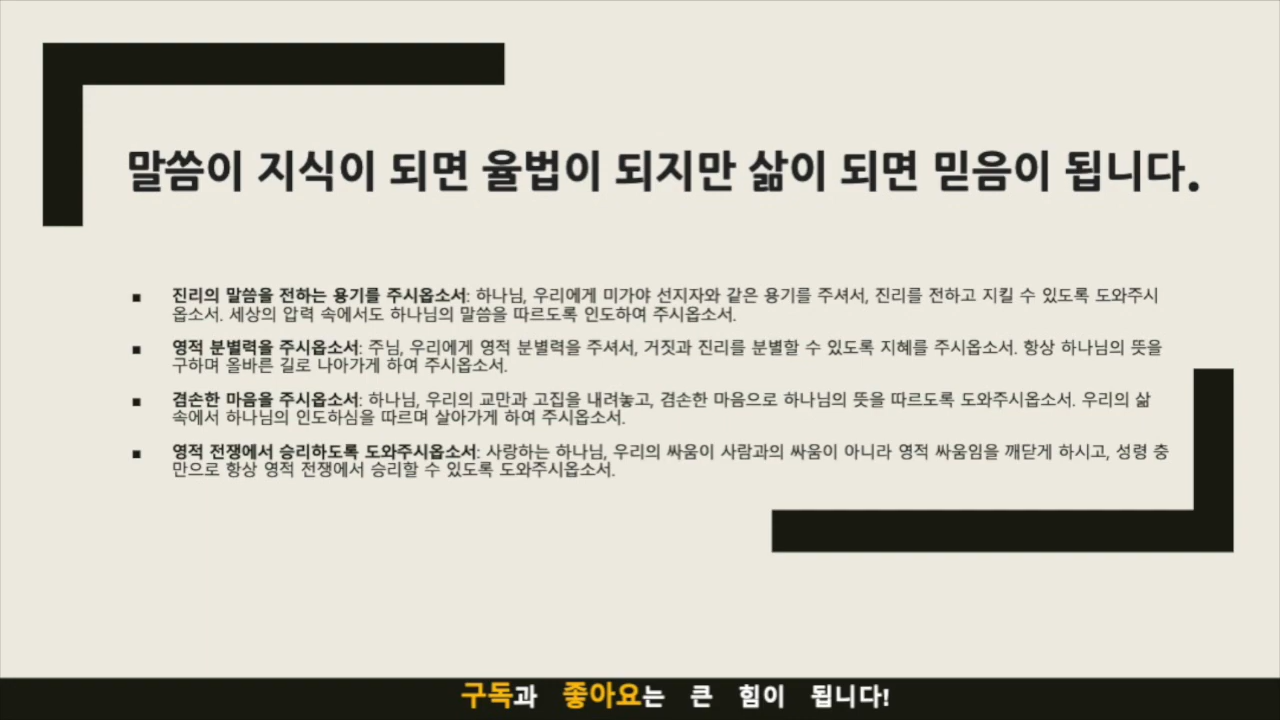 말씀이 지식이 되면 율법이 되지만 삶이 되면 믿음이 됩니다.
▪ 진리의 말씀을 전하는 용기를 주시옵소서: 하나님, 우리에게 미가야 선지자와 같은 용기를 주셔서, 진리를 전하고 지킬 수 있도록 도와주시
옵소서. 세상의 압력 속에서도 하나님의 말씀을 따르도록 인도하여 주시옵소서.
▪ 영적 분별력을 주시옵소서: 주님, 우리에게 영적 분별력을 주셔서, 거짓과 진리를 분별할 수 있도록 지혜를 주시옵소서. 항상 하나님의 뜻을
구하며 올바른 길로 나아가게 하여 주시옵소서.
▪ 겸손한 마음을 주시옵소서: 하나님, 우리의 교만과 고집을 내려놓고, 겸손한 마음으로 하나님의 뜻을 따르도록 도와주시옵소서. 우리의 삶
속에서 하나님의 인도하심을 따르며 살아가게 하여 주시옵소서.
▪ 영적 전쟁에서 승리하도록 도와주시옵소서: 사랑하는 하나님, 우리의 싸움이 사람과의 싸움이 아니라 영적 싸움임을 깨닫게 하시고, 성령 충
만으로 항상 영적 전쟁에서 승리할 수 있도록 도와주시옵소서.
구독과 좋아요는 큰 힘이 됩니다!